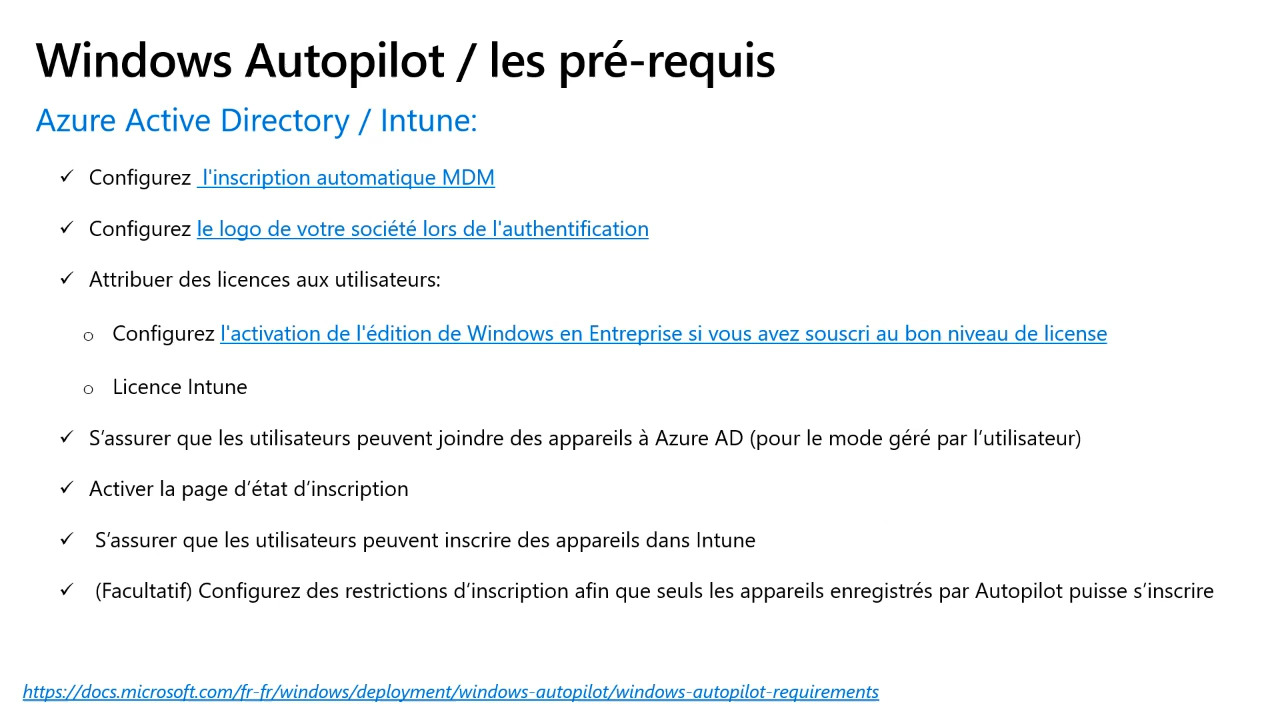 Windows Autopilot / les pré-requis
Azure Active Directory / Intune:
✓ Configurez l'inscription automatique MDM
✓ Configurez le logo de votre société lors de l'authentification
✓ Attribuer des licences aux utilisateurs:
o Configurez l'activation de l'édition de Windows en Entreprise si vous avez souscri au bon niveau de license
o Licence Intune
✓ S’assurer que les utilisateurs peuvent joindre des appareils à Azure AD (pour le mode géré par l’utilisateur)
✓ Activer la page d’état d’inscription
✓ S’assurer que les utilisateurs peuvent inscrire des appareils dans Intune
✓ (Facultatif) Configurez des restrictions d’inscription afin que seuls les appareils enregistrés par Autopilot puisse s’inscrire
https://docs.microsoft.com/fr-fr/windows/deployment/windows-autopilot/windows-autopilot-requirements